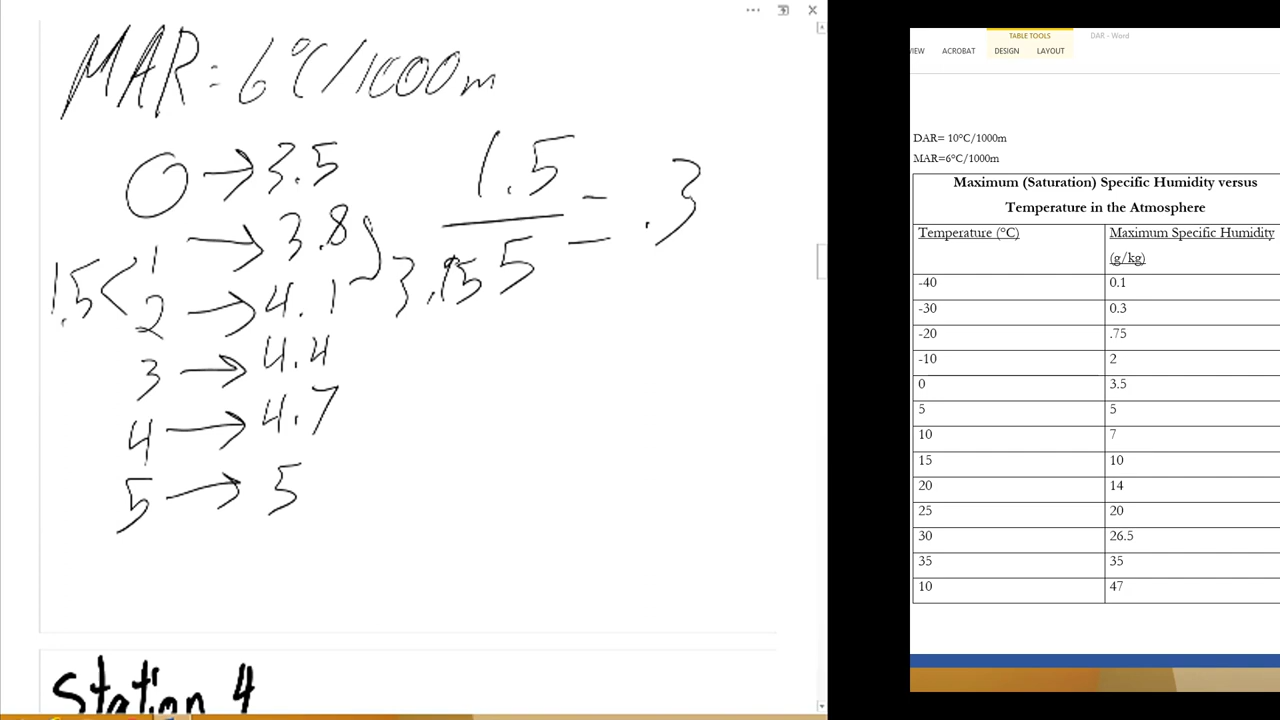 MAR = 6°C/1000m
0 → 3.5
1 → 3.8
1.5 < 2 → 4.1 3.95
3 → 4.4
4 → 4.7
5 → 5
1.5
5 = .3
Station 4
TABLE TOOLS DAR - Word
IEW ACROBAT DESIGN LAYOUT
DAR= 10°C/1000m
MAR=6°C/1000m
Maximum (Saturation) Specific Humidity versus
Temperature in the Atmosphere
Temperature (°C) Maximum Specific Humidity
(g/kg)
-40 0.1
-30 0.3
-20 .75
-10 2
0 3.5
5 5
10 7
15 10
20 14
25 20
30 26.5
35 35
10 47